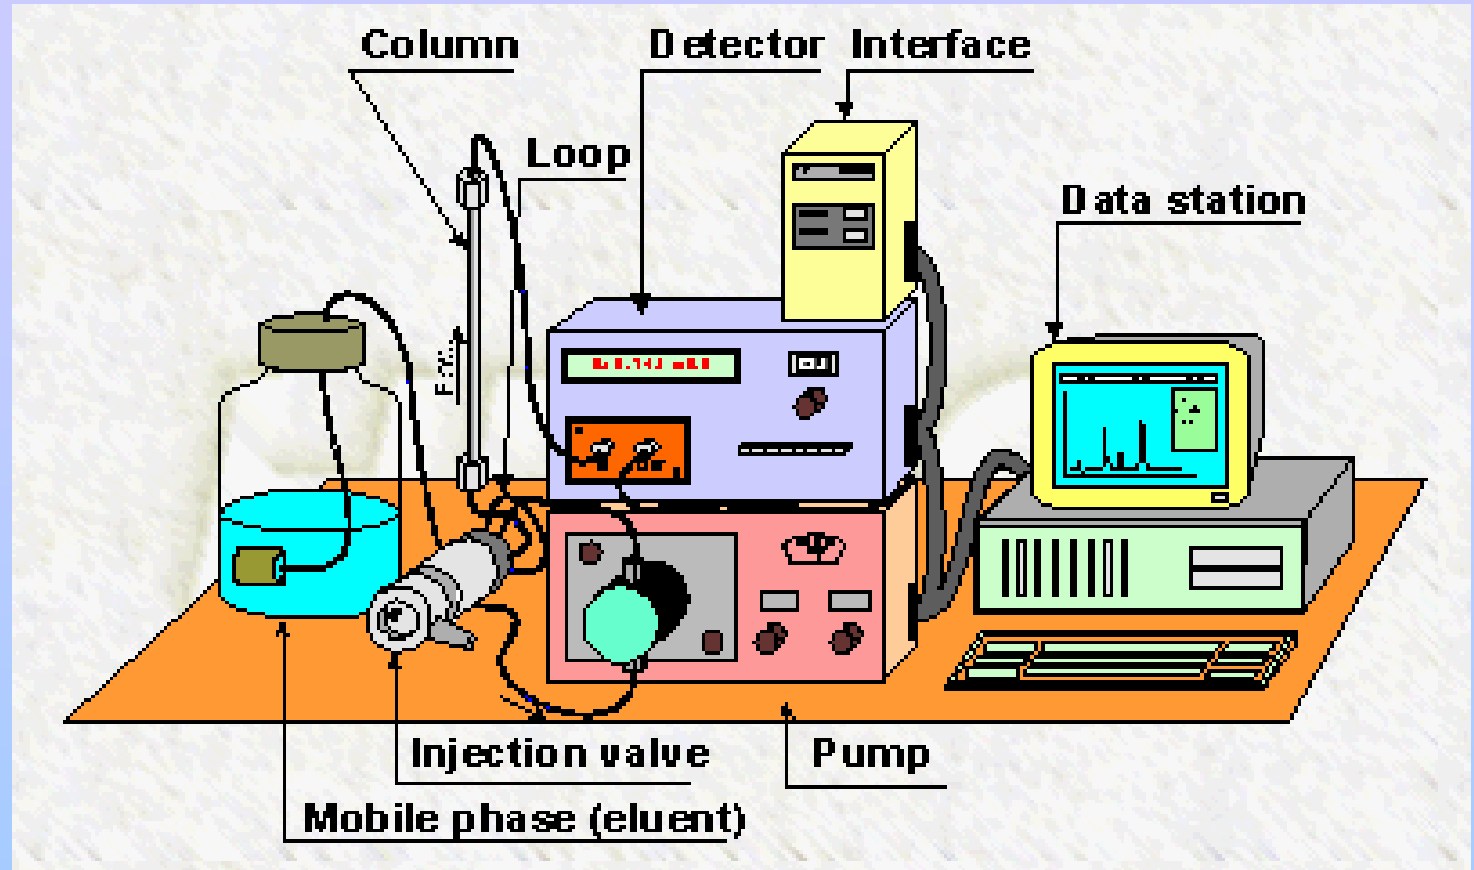 Column
Detector
Interface
Loop
Data station
Injection valve
Pump
Mobile phase (eluent)